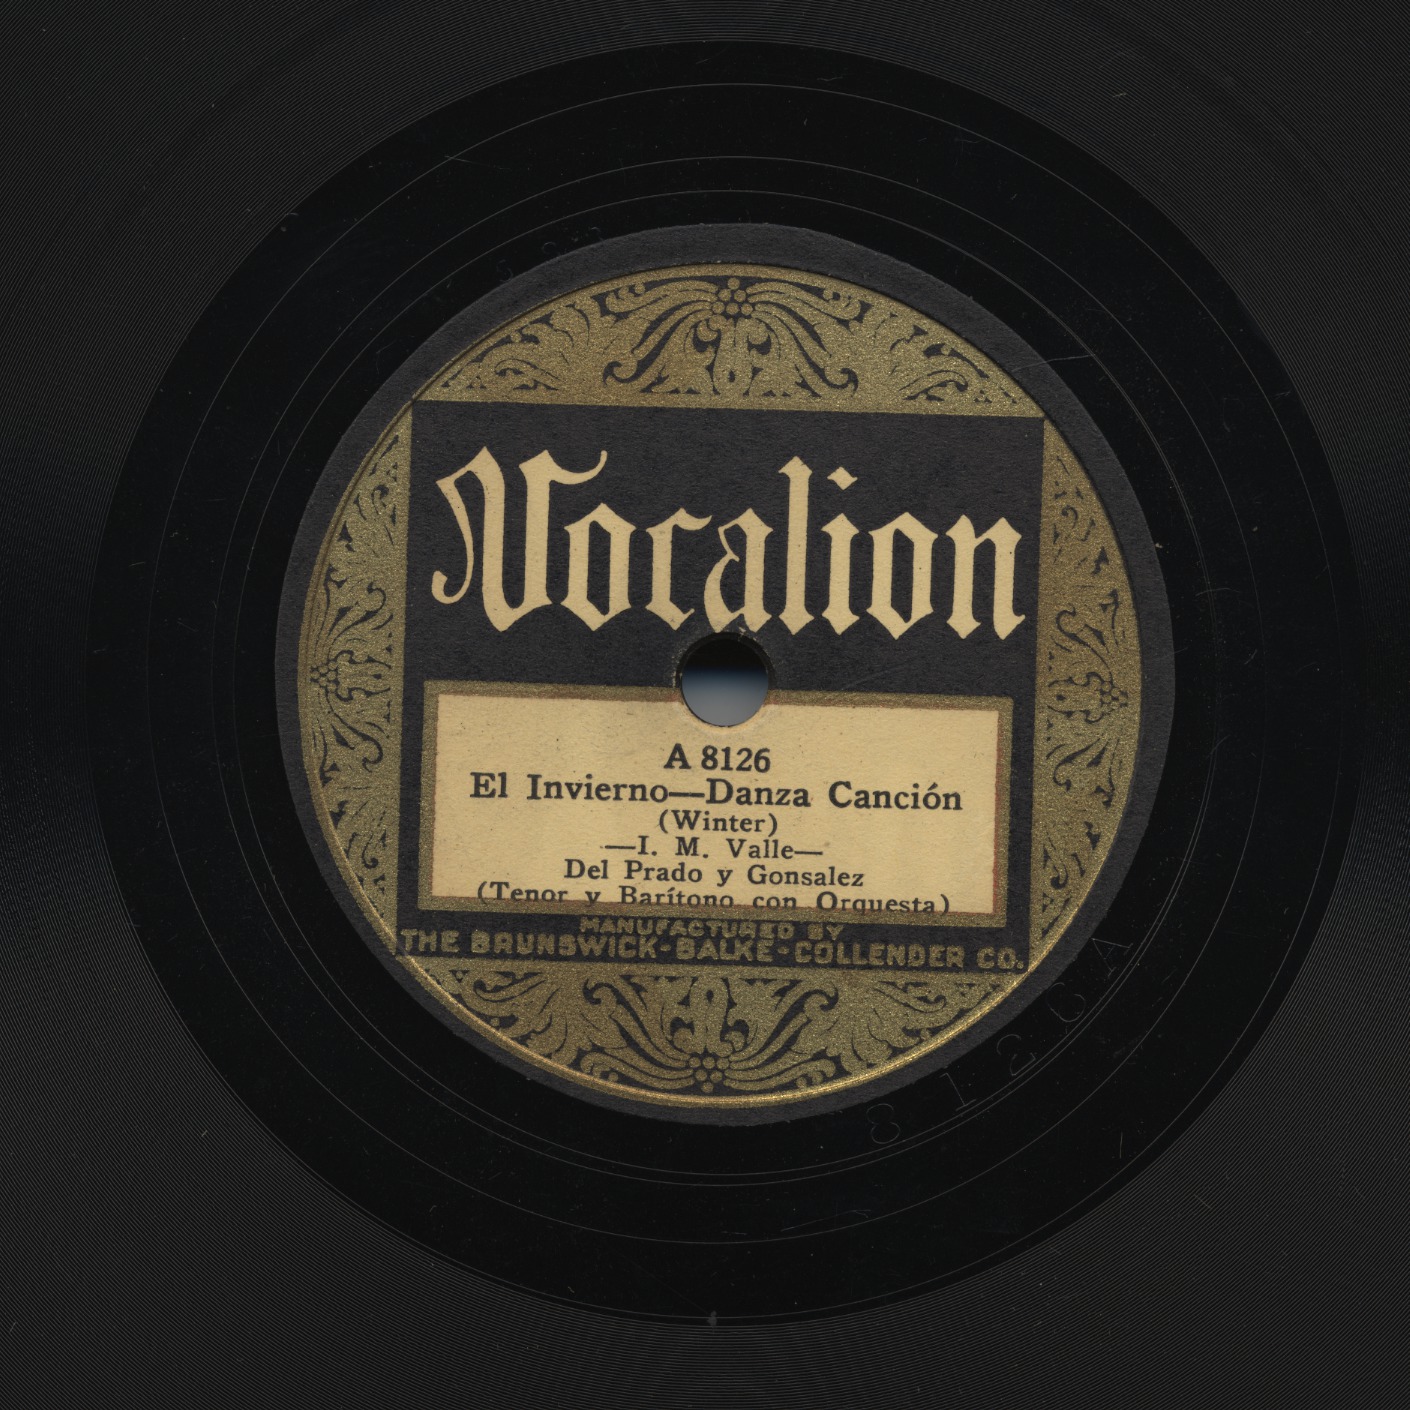 Vocalion
A 8126
El Invierno—Danza Canción
(Winter)
—I. M. Valle—
Del Prado y Gonsalez
(Tenor y Barítono con Orquesta)
MANUFACTURED BY
THE BRUNSWICK-BALKE-COLLENDER CO.
8126A